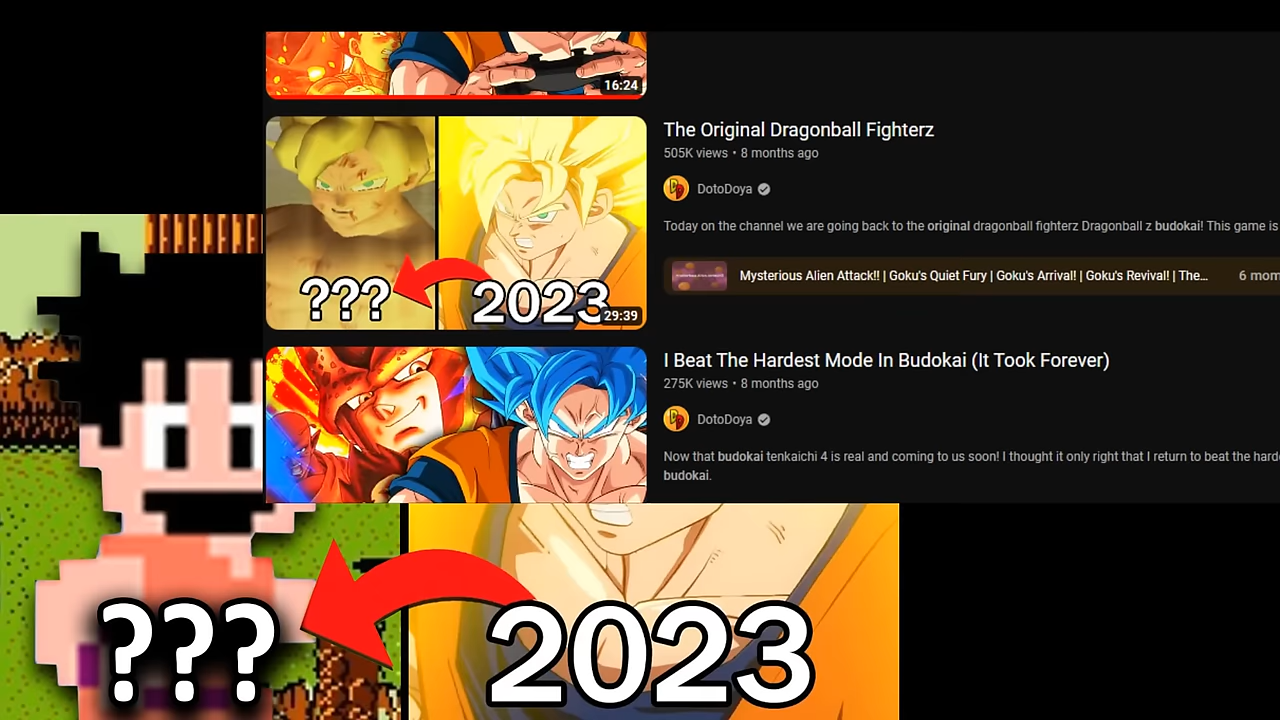 16:24
The Original Dragonball Fighterz
505K views • 8 months ago
DotoDoya
Today on the channel we are going back to the original dragonball fighterz Dragonball z budokai! This game is
Mysterious Alien Attack!! | Goku's Quiet Fury | Goku's Arrival! | Goku's Revival! | The... 6 mom
??? 2023
29:39
I Beat The Hardest Mode In Budokai (It Took Forever)
275K views • 8 months ago
DotoDoya
Now that budokai tenkaichi 4 is real and coming to us soon! I thought it only right that I return to beat the hard
budokai.
??? 2023